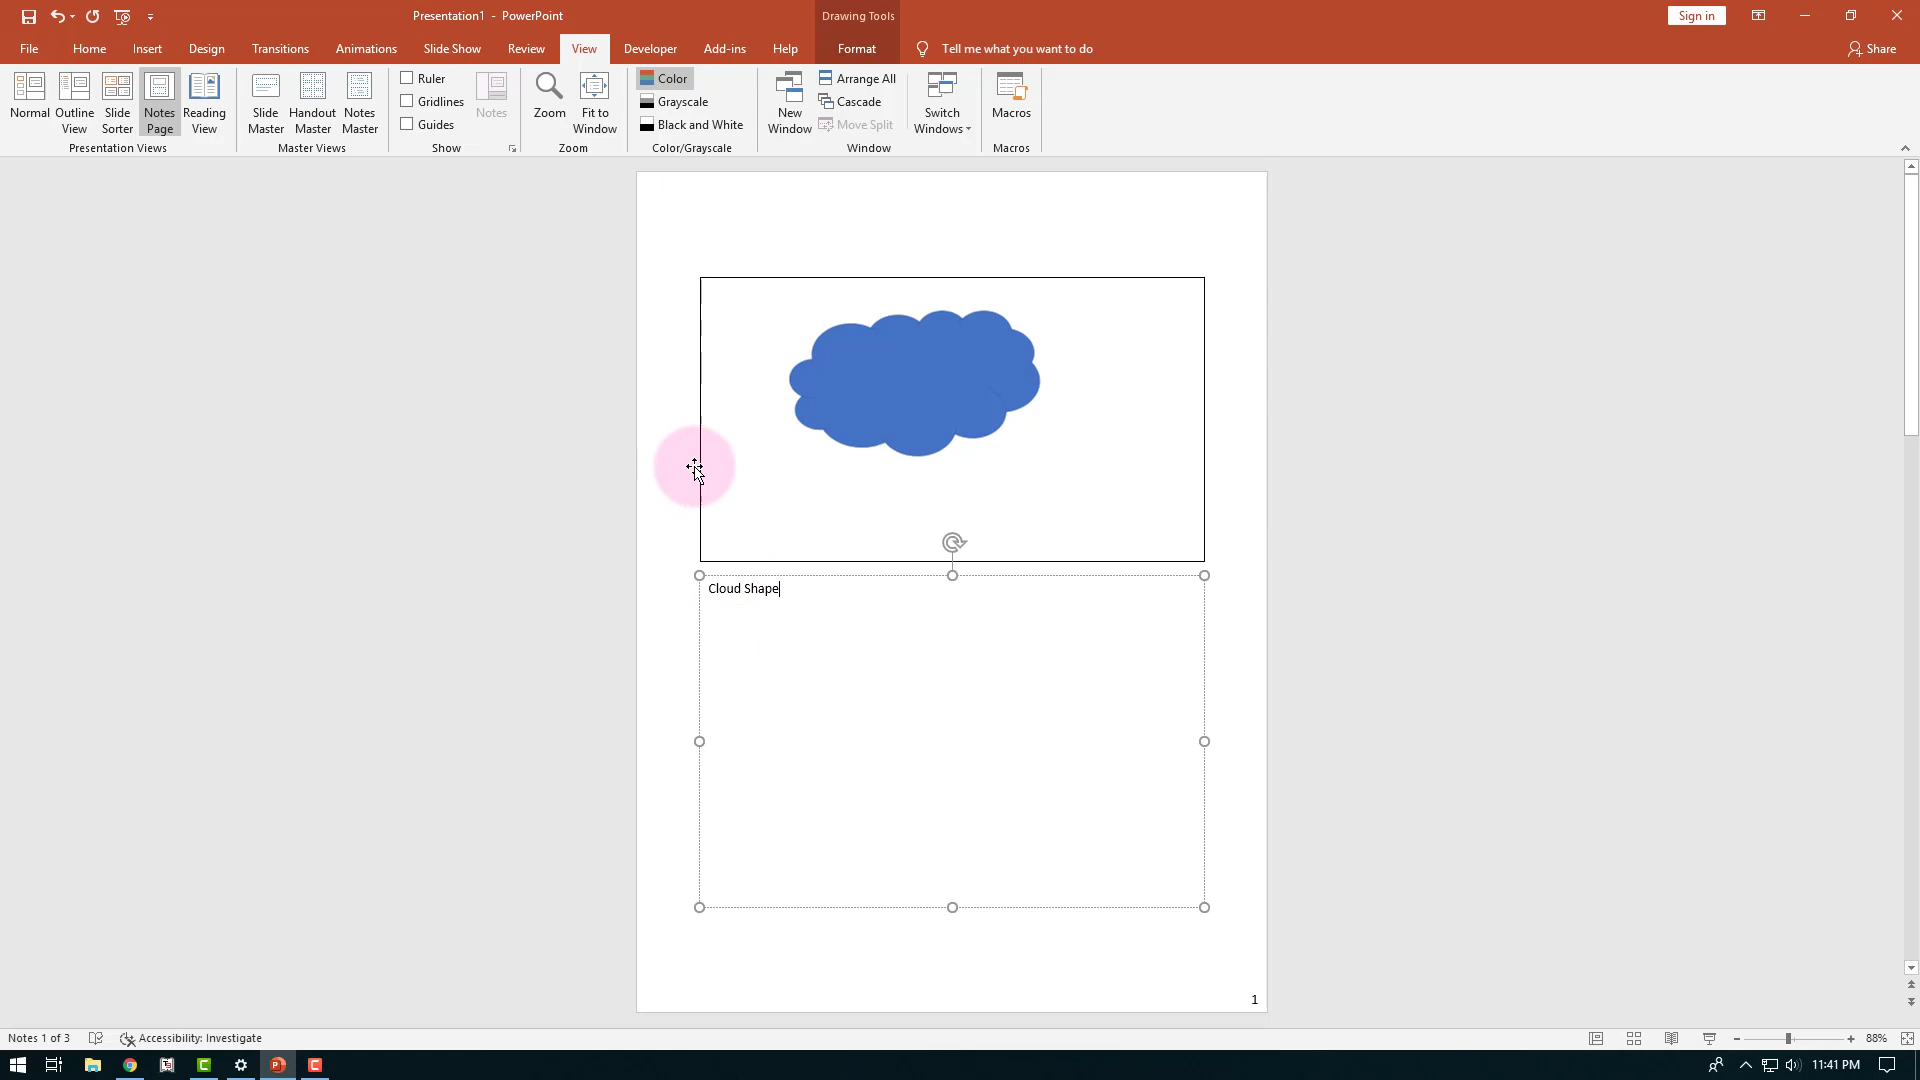 Presentation1 - PowerPoint
Drawing Tools
Sign in
File Home Insert Design Transitions Animations Slide Show Review View Developer Add-ins Help Format Tell me what you want to do Share
Normal
Outline View
Slide Sorter
Notes Page
Reading View
Presentation Views
Slide Master
Handout Master
Notes Master
Master Views
Ruler
Gridlines
Guides
Notes
Show
Zoom
Fit to Window
Zoom
Color
Grayscale
Black and White
Color/Grayscale
New Window
Arrange All
Cascade
Move Split
Switch Windows
Window
Macros
Macros
Cloud Shape
1
Notes 1 of 3
Accessibility: Investigate
88%
11:41 PM